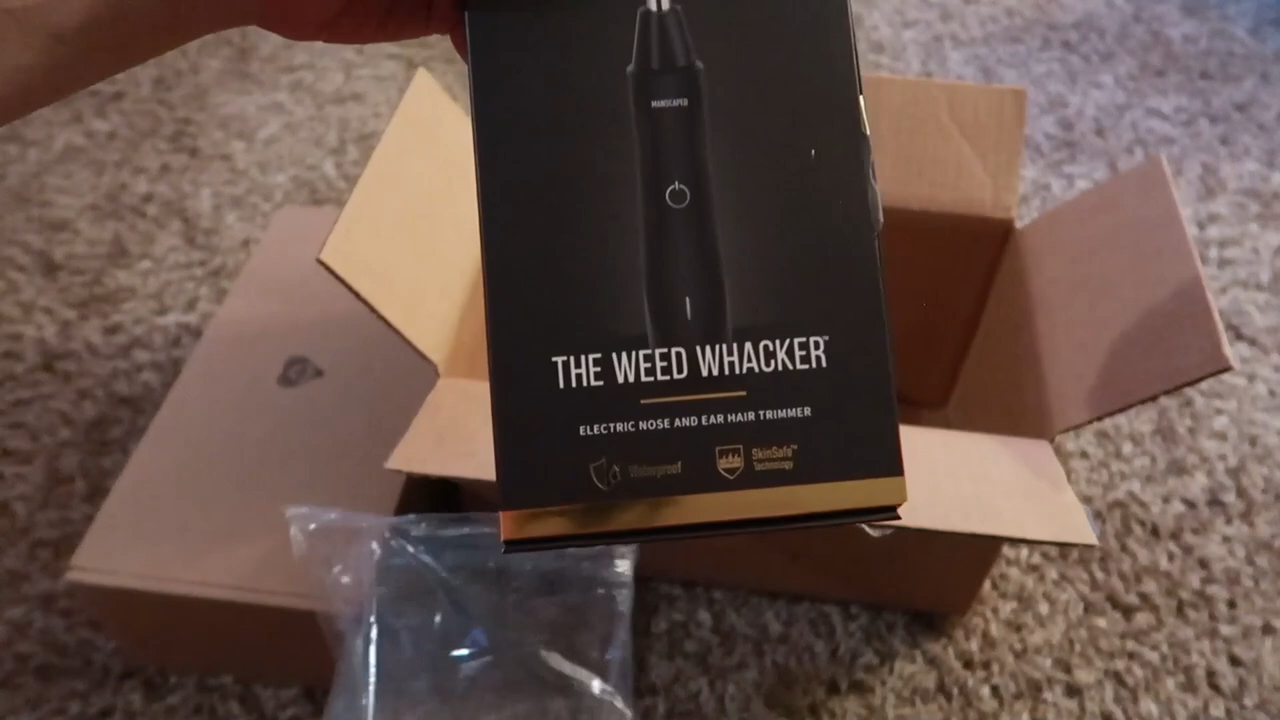 MANSCAPED
THE WEED WHACKER™
ELECTRIC NOSE AND EAR HAIR TRIMMER
Waterproof
SkinSafe™
Technology